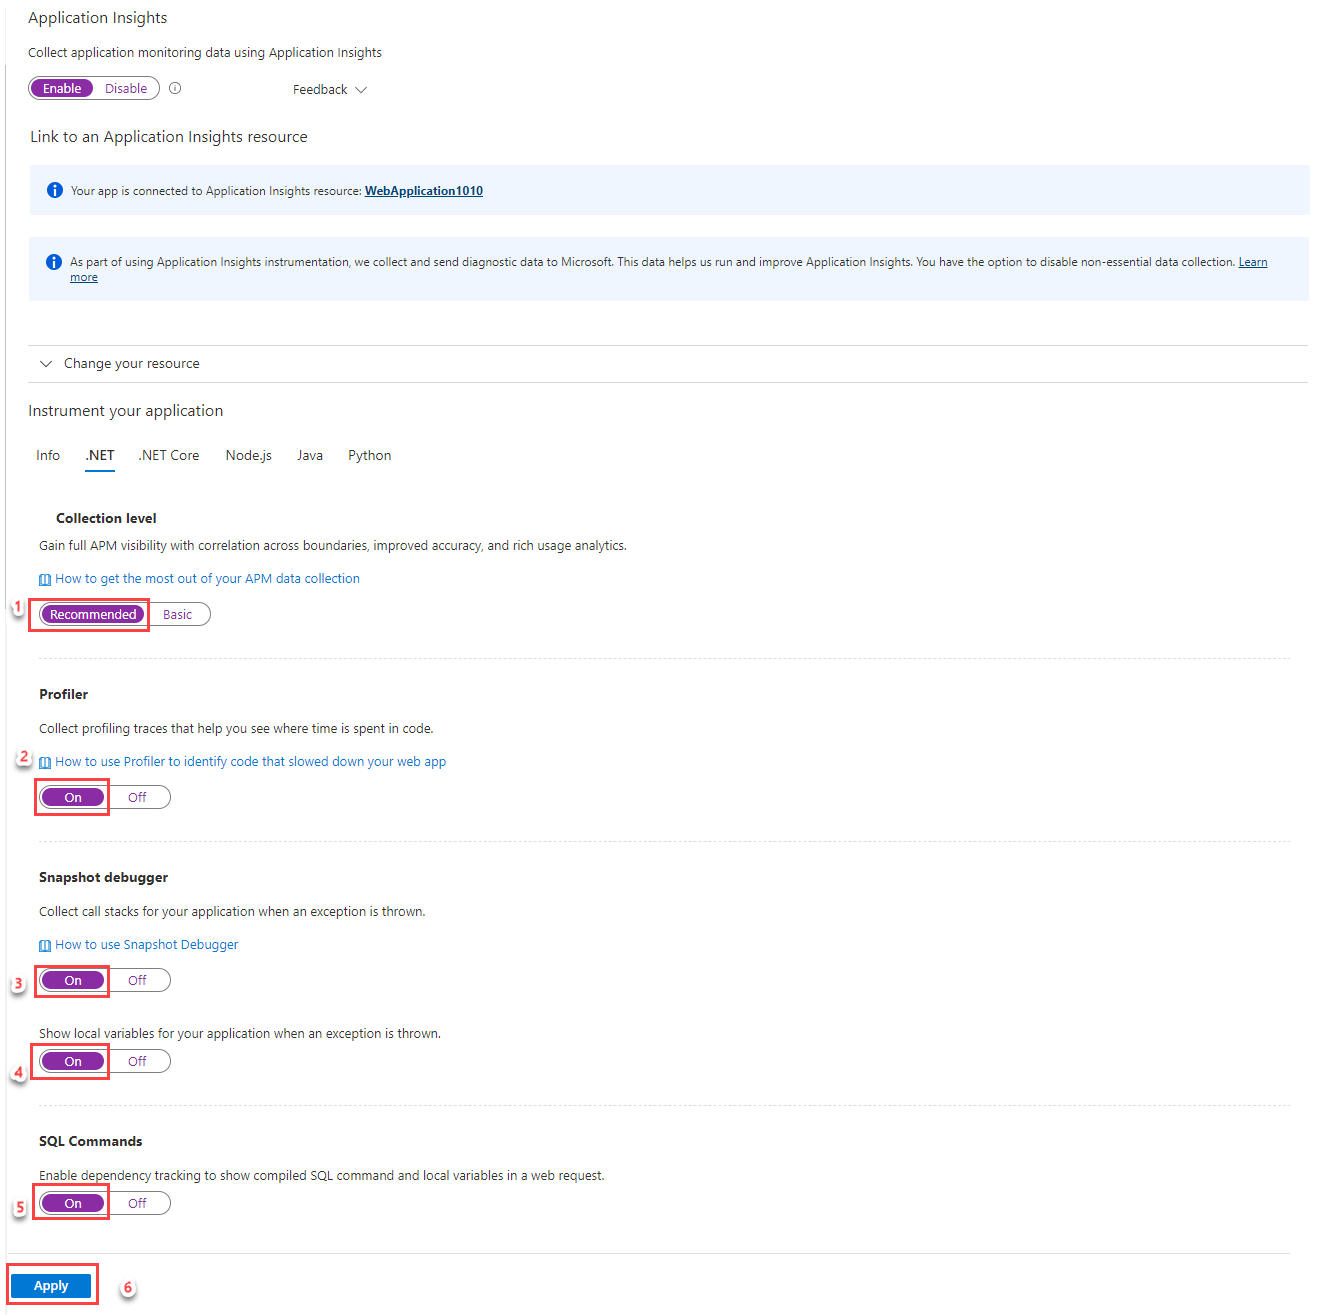 Application Insights
Collect application monitoring data using Application Insights
Enable Disable Feedback
Link to an Application Insights resource
Your app is connected to Application Insights resource: WebApplication1010
As part of using Application Insights instrumentation, we collect and send diagnostic data to Microsoft. This data helps us run and improve Application Insights. You have the option to disable non-essential data collection. Learn
more
Change your resource
Instrument your application
Info .NET .NET Core Node.js Java Python
Collection level
Gain full APM visibility with correlation across boundaries, improved accuracy, and rich usage analytics.
How to get the most out of your APM data collection
1 Recommended Basic
Profiler
Collect profiling traces that help you see where time is spent in code.
2 How to use Profiler to identify code that slowed down your web app
On Off
Snapshot debugger
Collect call stacks for your application when an exception is thrown.
How to use Snapshot Debugger
3 On Off
Show local variables for your application when an exception is thrown.
4 On Off
SQL Commands
Enable dependency tracking to show compiled SQL command and local variables in a web request.
5 On Off
Apply 6